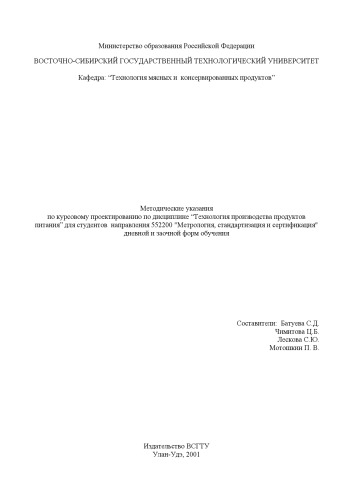 Министерство образования Российской Федерации
ВОСТОЧНО-СИБИРСКИЙ ГОСУДАРСТВЕННЫЙ ТЕХНОЛОГИЧЕСКИЙ УНИВЕРСИТЕТ
Кафедра: “Технология мясных и консервированных продуктов”
Методические указания
по курсовому проектированию по дисциплине “Технология производства продуктов
питания” для студентов направления 552200 “Метрология, стандартизация и сертификация”
дневной и заочной форм обучения
Составители: Батуева С.Д.
Чимитова Ц.Б.
Лескова С.Ю.
Мотошкин П. В.
Издательство ВСГТУ
Улан-Удэ, 2001